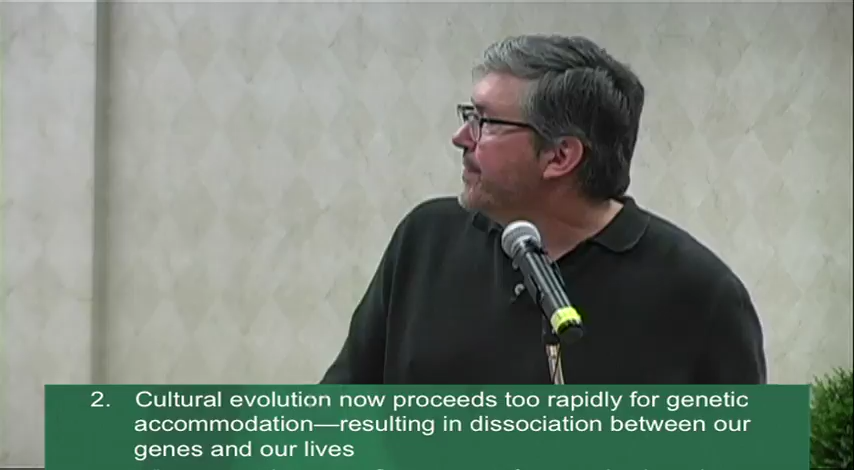 2. Cultural evolution now proceeds too rapidly for genetic
accommodation—resulting in dissociation between our
genes and our lives